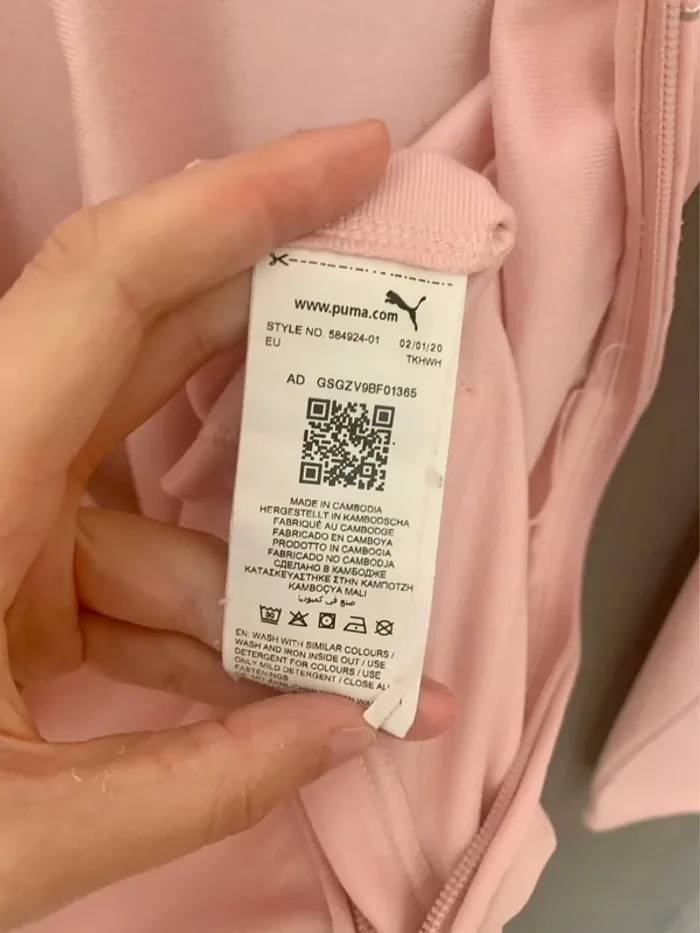 www.puma.com
STYLE NO. 584924-01 02/01/20
EU TKHWH
AD GSGZV9BF01365
MADE IN CAMBODIA
HERGESTELLT IN KAMBODSCHA
FABRIQUÉ AU CAMBODGE
FABRICADO EN CAMBOYA
PRODOTTO IN CAMBOGIA
FABRICADO NO CAMBODJA
СДЕЛАНО В КАМБОДЖЕ
ΚΑΤΑΣΚΕΥΑΣΤΗΚΕ ΣΤΗΝ ΚΑΜΠΟΤΖΗ
KAMBOÇYA MALI
صنع في كمبوديا
30
EN: WASH WITH SIMILAR COLOURS /
WASH AND IRON INSIDE OUT / USE
DETERGENT FOR COLOURS / USE
ONLY MILD DETERGENT / CLOSE ALL
FASTENINGS